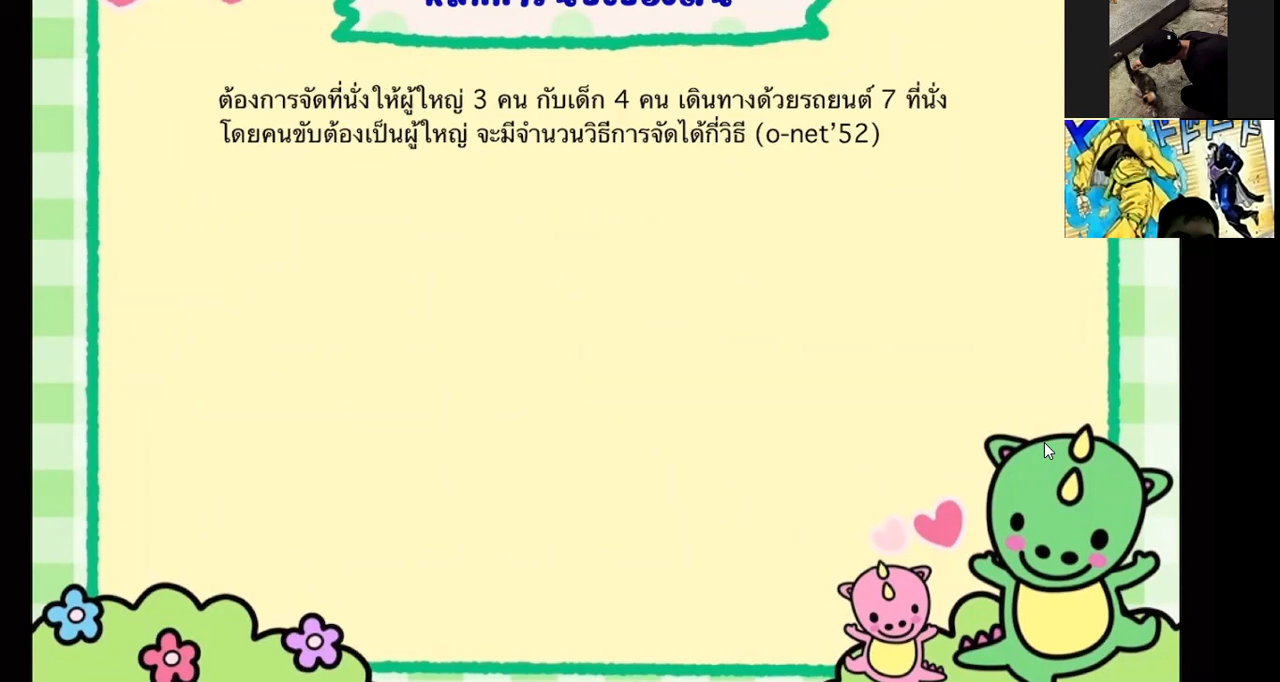 ต้องการจัดที่นั่งให้ผู้ใหญ่ 3 คน กับเด็ก 4 คน เดินทางด้วยรถยนต์ 7 ที่นั่ง
โดยคนขับต้องเป็นผู้ใหญ่ จะมีจำนวนวิธีการจัดได้กี่วิธี (o-net’52)